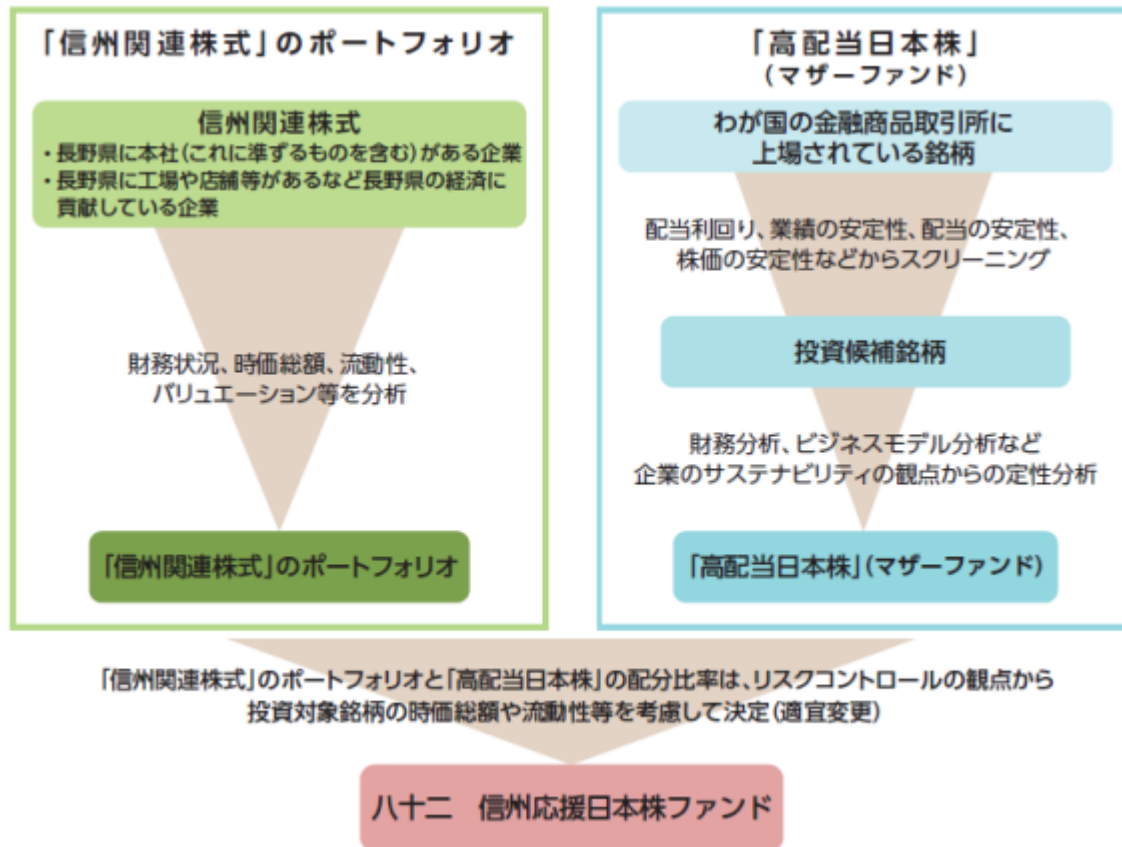 「信州関連株式」のポートフォリオ
信州関連株式
・長野県に本社(これに準ずるものを含む)がある企業
・長野県に工場や店舗等があるなど長野県の経済に
貢献している企業
財務状況、時価総額、流動性、
バリュエーション等を分析
「信州関連株式」のポートフォリオ
「高配当日本株」
(マザーファンド)
わが国の金融商品取引所に
上場されている銘柄
配当利回り、業績の安定性、配当の安定性、
株価の安定性などからスクリーニング
投資候補銘柄
財務分析、ビジネスモデル分析など
企業のサステナビリティの観点からの定性分析
「高配当日本株」(マザーファンド)
「信州関連株式」のポートフォリオと「高配当日本株」の配分比率は、リスクコントロールの観点から
投資対象銘柄の時価総額や流動性等を考慮して決定(適宜変更)
八十二 信州応援日本株ファンド